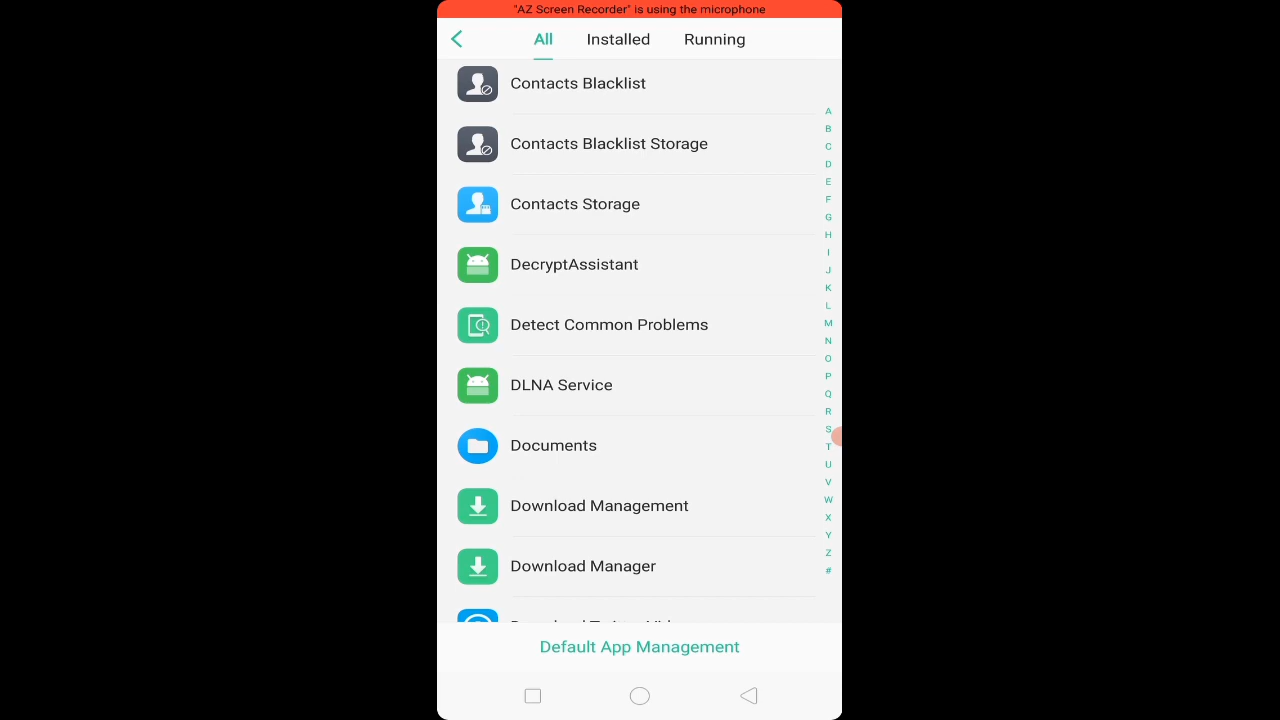 "AZ Screen Recorder" is using the microphone
All Installed Running
Contacts Blacklist
Contacts Blacklist Storage
Contacts Storage
DecryptAssistant
Detect Common Problems
DLNA Service
Documents
Download Management
Download Manager
A
B
C
D
E
F
G
H
I
J
K
L
M
N
O
P
Q
R
S
T
U
V
W
X
Y
Z
#
Default App Management